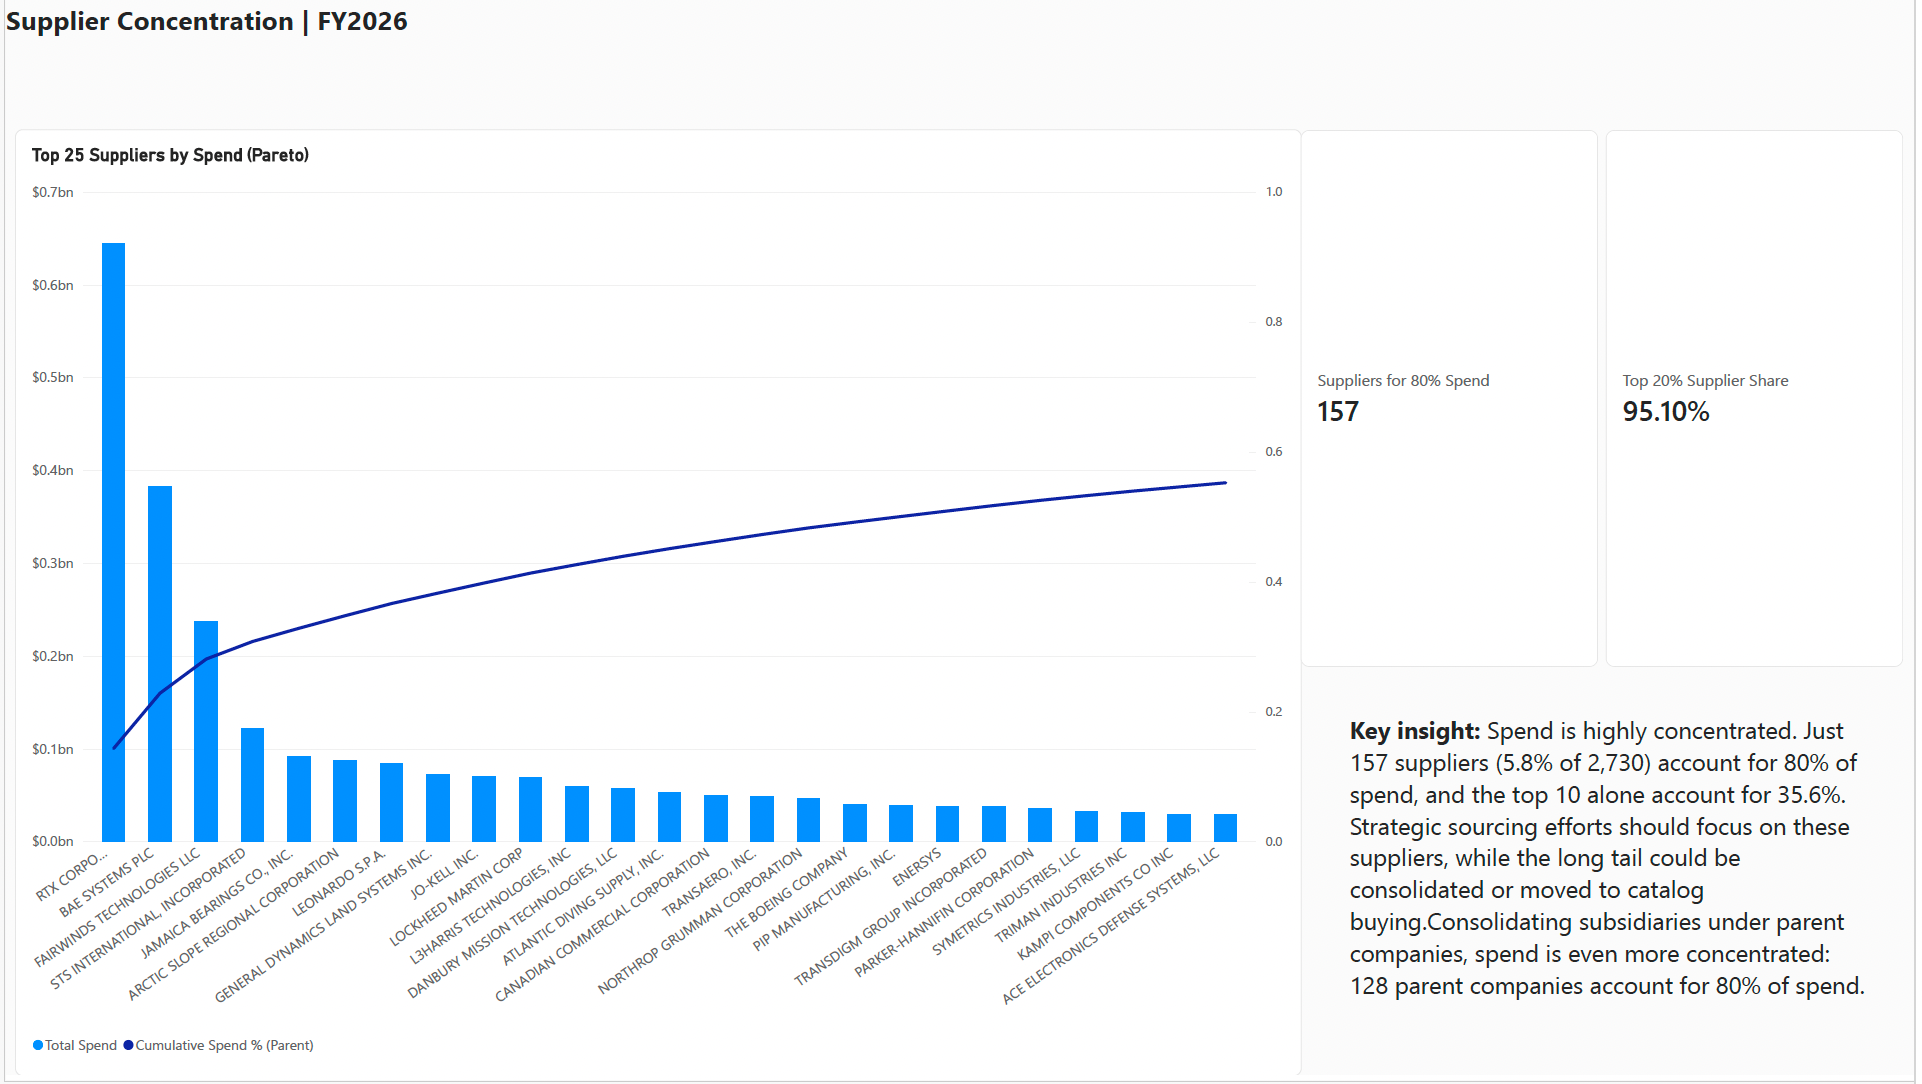 Supplier Concentration | FY2026
Top 25 Suppliers by Spend (Pareto)
$0.7bn
$0.6bn
$0.5bn
$0.4bn
$0.3bn
$0.2bn
$0.1bn
$0.0bn
1.0
0.8
0.6
0.4
0.2
0.0
RTX CORPO...
BAE SYSTEMS PLC
FAIRWINDS TECHNOLOGIES LLC
STS INTERNATIONAL, INCORPORATED
JAMAICA BEARINGS CO., INC.
ARCTIC SLOPE REGIONAL CORPORATION
LEONARDO S.P.A.
GENERAL DYNAMICS LAND SYSTEMS INC.
JO-KELL INC.
LOCKHEED MARTIN CORP
L3HARRIS TECHNOLOGIES, INC
DANBURY MISSION TECHNOLOGIES, LLC
ATLANTIC DIVING SUPPLY, INC.
CANADIAN COMMERCIAL CORPORATION
TRANSAERO, INC.
NORTHROP GRUMMAN CORPORATION
THE BOEING COMPANY
PIP MANUFACTURING, INC.
ENERSYS
TRANSDIGM GROUP INCORPORATED
PARKER-HANNIFIN CORPORATION
SYMETRICS INDUSTRIES, LLC
TRIMAN INDUSTRIES INC
KAMPI COMPONENTS CO INC
ACE ELECTRONICS DEFENSE SYSTEMS, LLC
Total Spend
Cumulative Spend % (Parent)
Suppliers for 80% Spend
157
Top 20% Supplier Share
95.10%
Key insight: Spend is highly concentrated. Just
157 suppliers (5.8% of 2,730) account for 80% of
spend, and the top 10 alone account for 35.6%.
Strategic sourcing efforts should focus on these
suppliers, while the long tail could be
consolidated or moved to catalog
buying.Consolidating subsidiaries under parent
companies, spend is even more concentrated:
128 parent companies account for 80% of spend.